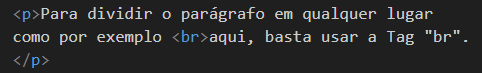 <p>Para dividir o parágrafo em qualquer lugar
como por exemplo <br>aqui, basta usar a Tag "br".
</p>